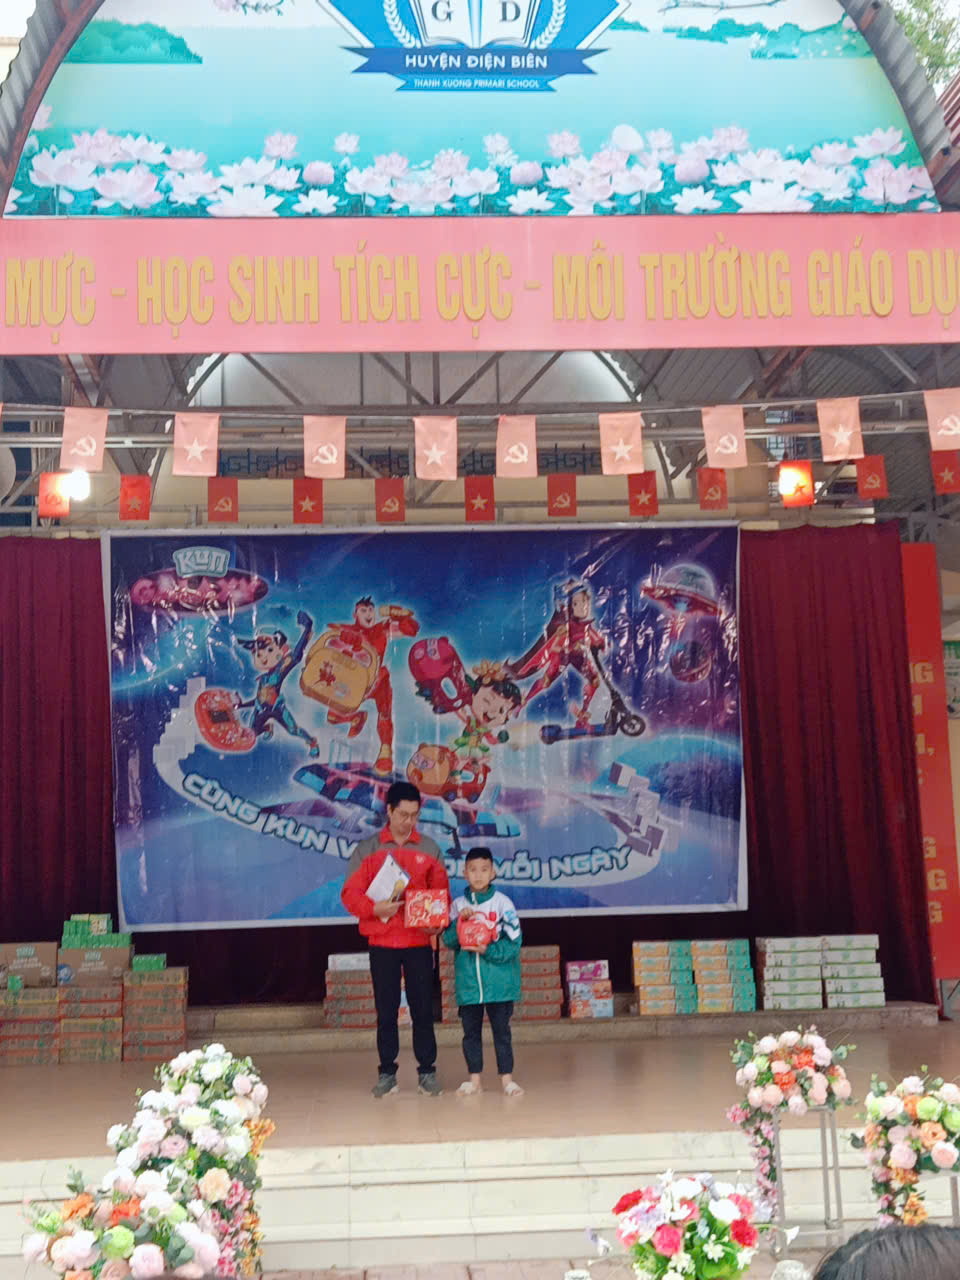 G D
HUYỆN ĐIỆN BIÊN
THANH XUONG PRIMARI SCHOOL
MỰC - HỌC SINH TÍCH CỰC - MÔI TRƯỜNG GIÁO DỤ
KUN
CÙNG KUN V MỖI NGÀY